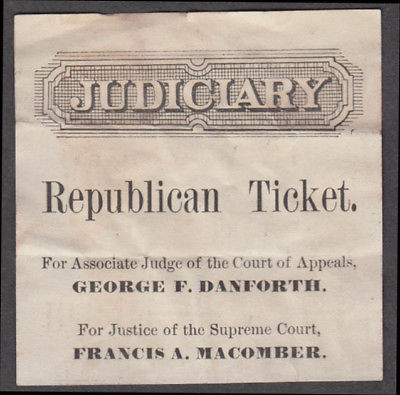 JUDICIARY
Republican Ticket.
For Associate Judge of the Court of Appeals,
GEORGE F. DANFORTH.
For Justice of the Supreme Court,
FRANCIS A. MACOMBER.